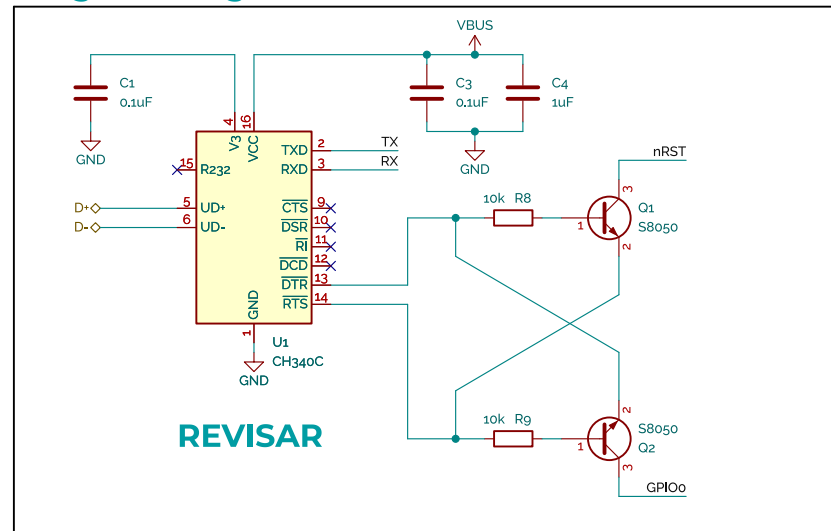 VBUS
C1
0.1uF
C3
0.1uF
C4
1uF
GND
GND
4
16
V3
VCC
15
R232
TXD
2
TX
RXD
3
RX
nRST
10k R8
3
Q1
1
S8050
2
D+
5
UD+
D-
6
UD-
CTS
9
DSR
10
RI
11
DCD
12
DTR
13
RTS
14
GND
1
U1
CH340C
GND
REVISAR
10k R9
2
S8050
1
Q2
3
GPIO0